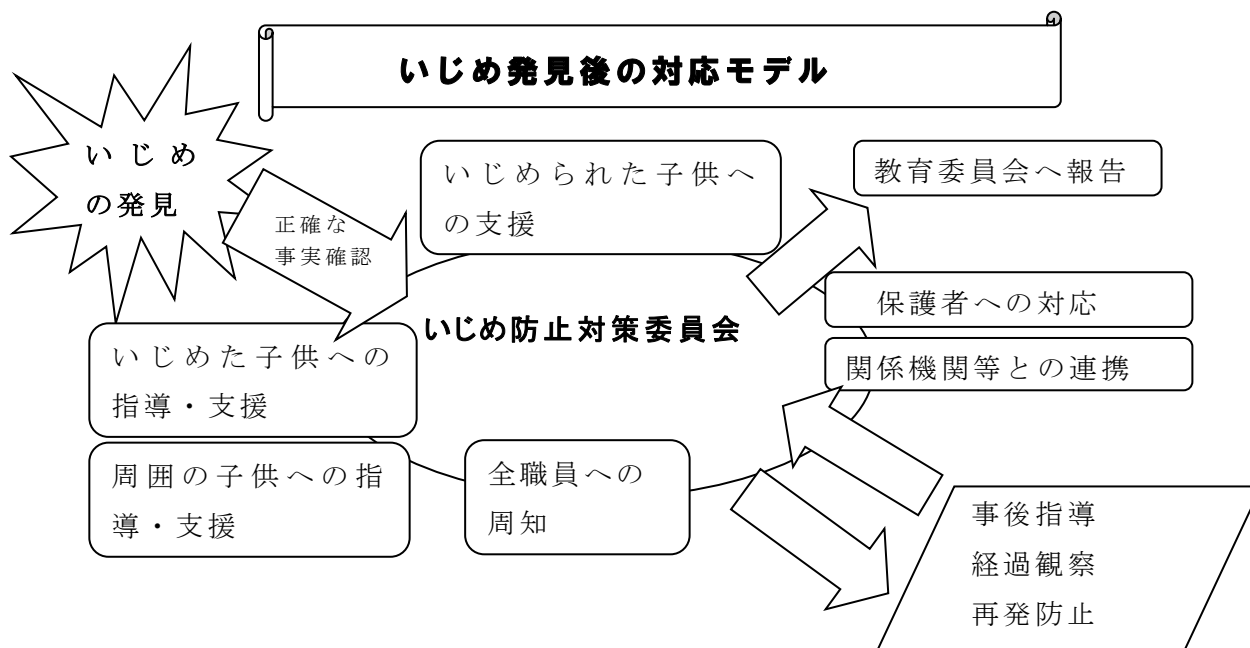 いじめ発見後の対応モデル
いじめ
の発見
正確な
事実確認
いじめられた子供へ
の支援
教育委員会へ報告
保護者への対応
関係機関等との連携
いじめ防止対策委員会
いじめた子供への
指導・支援
周囲の子供への指
導・支援
全職員への
周知
事後指導
経過観察
再発防止